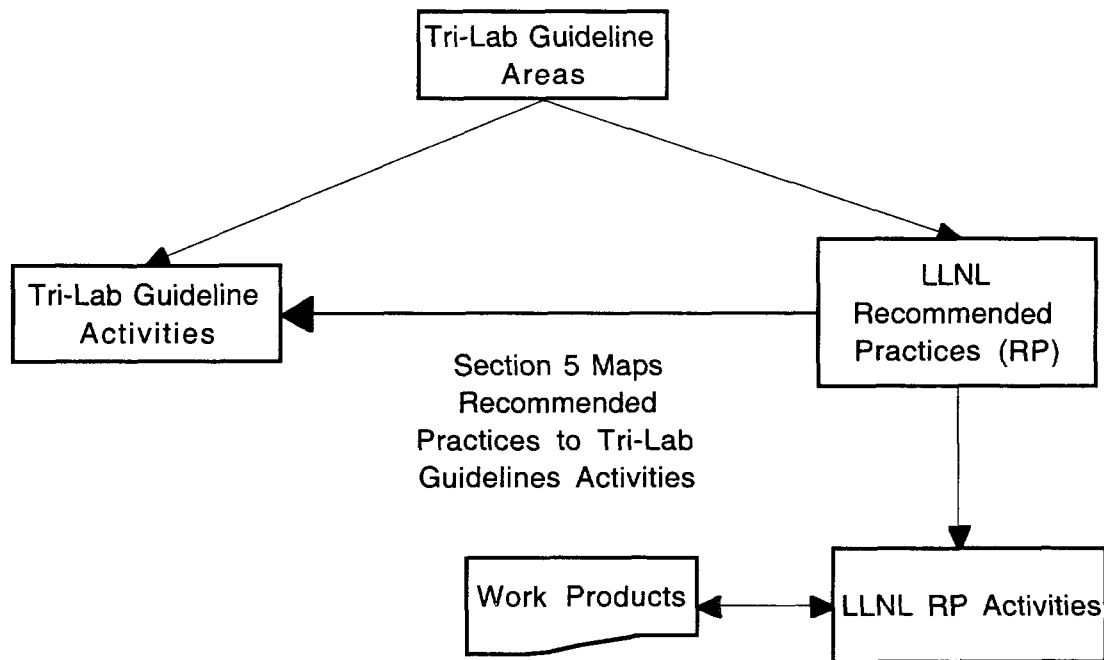 Tri-Lab Guideline
Areas
Tri-Lab Guideline
Activities
LLNL
Recommended
Practices (RP)
Section 5 Maps
Recommended
Practices to Tri-Lab
Guidelines Activities
Work Products
LLNL RP Activities